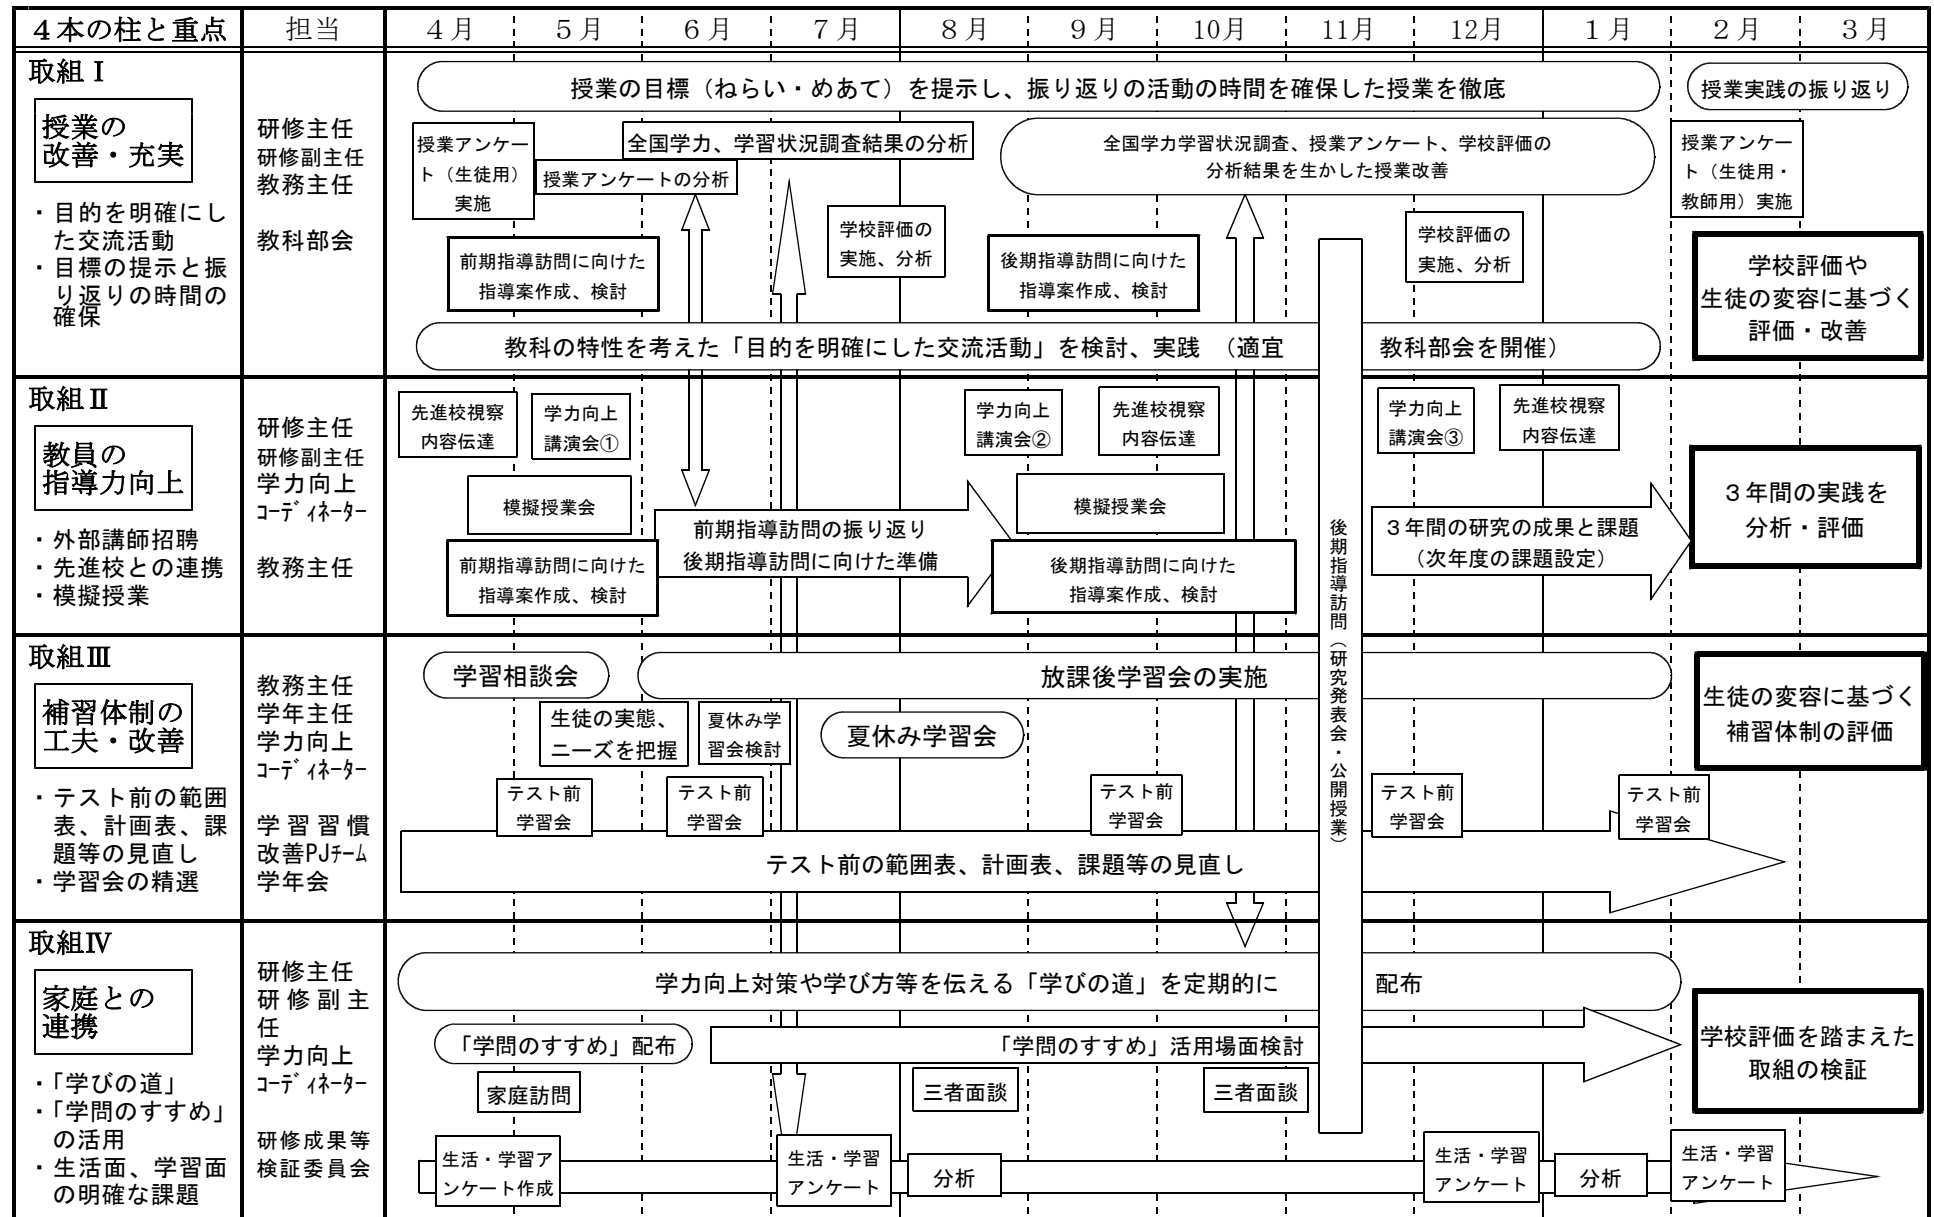 ４本の柱と重点 担当 ４月 ５月 ６月 ７月 ８月 ９月 10月 11月 12月 １月 ２月 ３月
取組Ⅰ
授業の
改善・充実
・目的を明確にし
た交流活動
・目標の提示と振
り返りの時間の
確保
研修主任
研修副主任
教務主任
教科部会
授業の目標（ねらい・めあて）を提示し、振り返りの活動の時間を確保した授業を徹底
授業実践の振り返り
授業アンケー
ト（生徒用）
実施
全国学力、学習状況調査結果の分析
授業アンケートの分析
全国学力学習状況調査、授業アンケート、学校評価の
分析結果を生かした授業改善
授業アンケー
ト（生徒用・
教師用）実施
前期指導訪問に向けた
指導案作成、検討
学校評価の
実施、分析
後期指導訪問に向けた
指導案作成、検討
学校評価の
実施、分析
学校評価や
生徒の変容に基づく
評価・改善
教科の特性を考えた「目的を明確にした交流活動」を検討、実践　（適宜　教科部会を開催）
取組Ⅱ
教員の
指導力向上
・外部講師招聘
・先進校との連携
・模擬授業
研修主任
研修副主任
学力向上
ｺｰﾃﾞｨﾈｰﾀｰ
教務主任
先進校視察
内容伝達
学力向上
講演会①
学力向上
講演会②
先進校視察
内容伝達
学力向上
講演会③
先進校視察
内容伝達
模擬授業会
模擬授業会
前期指導訪問の振り返り
後期指導訪問に向けた準備
前期指導訪問に向けた
指導案作成、検討
後期指導訪問に向けた
指導案作成、検討
３年間の研究の成果と課題
（次年度の課題設定）
３年間の実践を
分析・評価
後期指導訪問（研究発表会・公開授業）
取組Ⅲ
補習体制の
工夫・改善
・テスト前の範囲
表、計画表、課
題等の見直し
・学習会の精選
教務主任
学年主任
学力向上
ｺｰﾃﾞｨﾈｰﾀｰ
学習習慣
改善PJﾁｰﾑ
学年会
学習相談会
放課後学習会の実施
生徒の実態、
ニーズを把握
夏休み学
習会検討
夏休み学習会
生徒の変容に基づく
補習体制の評価
テスト前
学習会
テスト前
学習会
テスト前
学習会
テスト前
学習会
テスト前
学習会
テスト前の範囲表、計画表、課題等の見直し
取組Ⅳ
家庭との
連携
・「学びの道」
・「学問のすすめ」
の活用
・生活面、学習面
の明確な課題
研修主任
研修副主
任
学力向上
ｺｰﾃﾞｨﾈｰﾀｰ
研修成果等
検証委員会
学力向上対策や学び方等を伝える「学びの道」を定期的に　配布
「学問のすすめ」配布
「学問のすすめ」活用場面検討
家庭訪問
三者面談
三者面談
学校評価を踏まえた
取組の検証
生活・学習ア
ンケート作成
生活・学習
アンケート
分析
生活・学習
アンケート
分析
生活・学習
アンケート